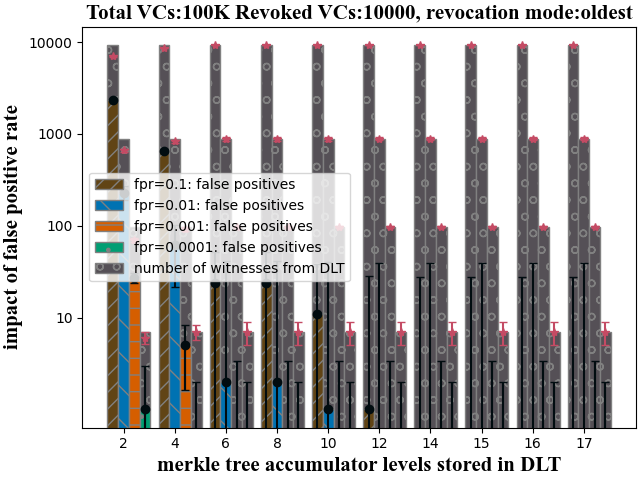 Total VCs:100K Revoked VCs:10000, revocation mode:oldest
impact of false positive rate
10000
1000
100
10
fpr=0.1: false positives
fpr=0.01: false positives
fpr=0.001: false positives
fpr=0.0001: false positives
number of witnesses from DLT
2 4 6 8 10 12 14 15 16 17
merkle tree accumulator levels stored in DLT